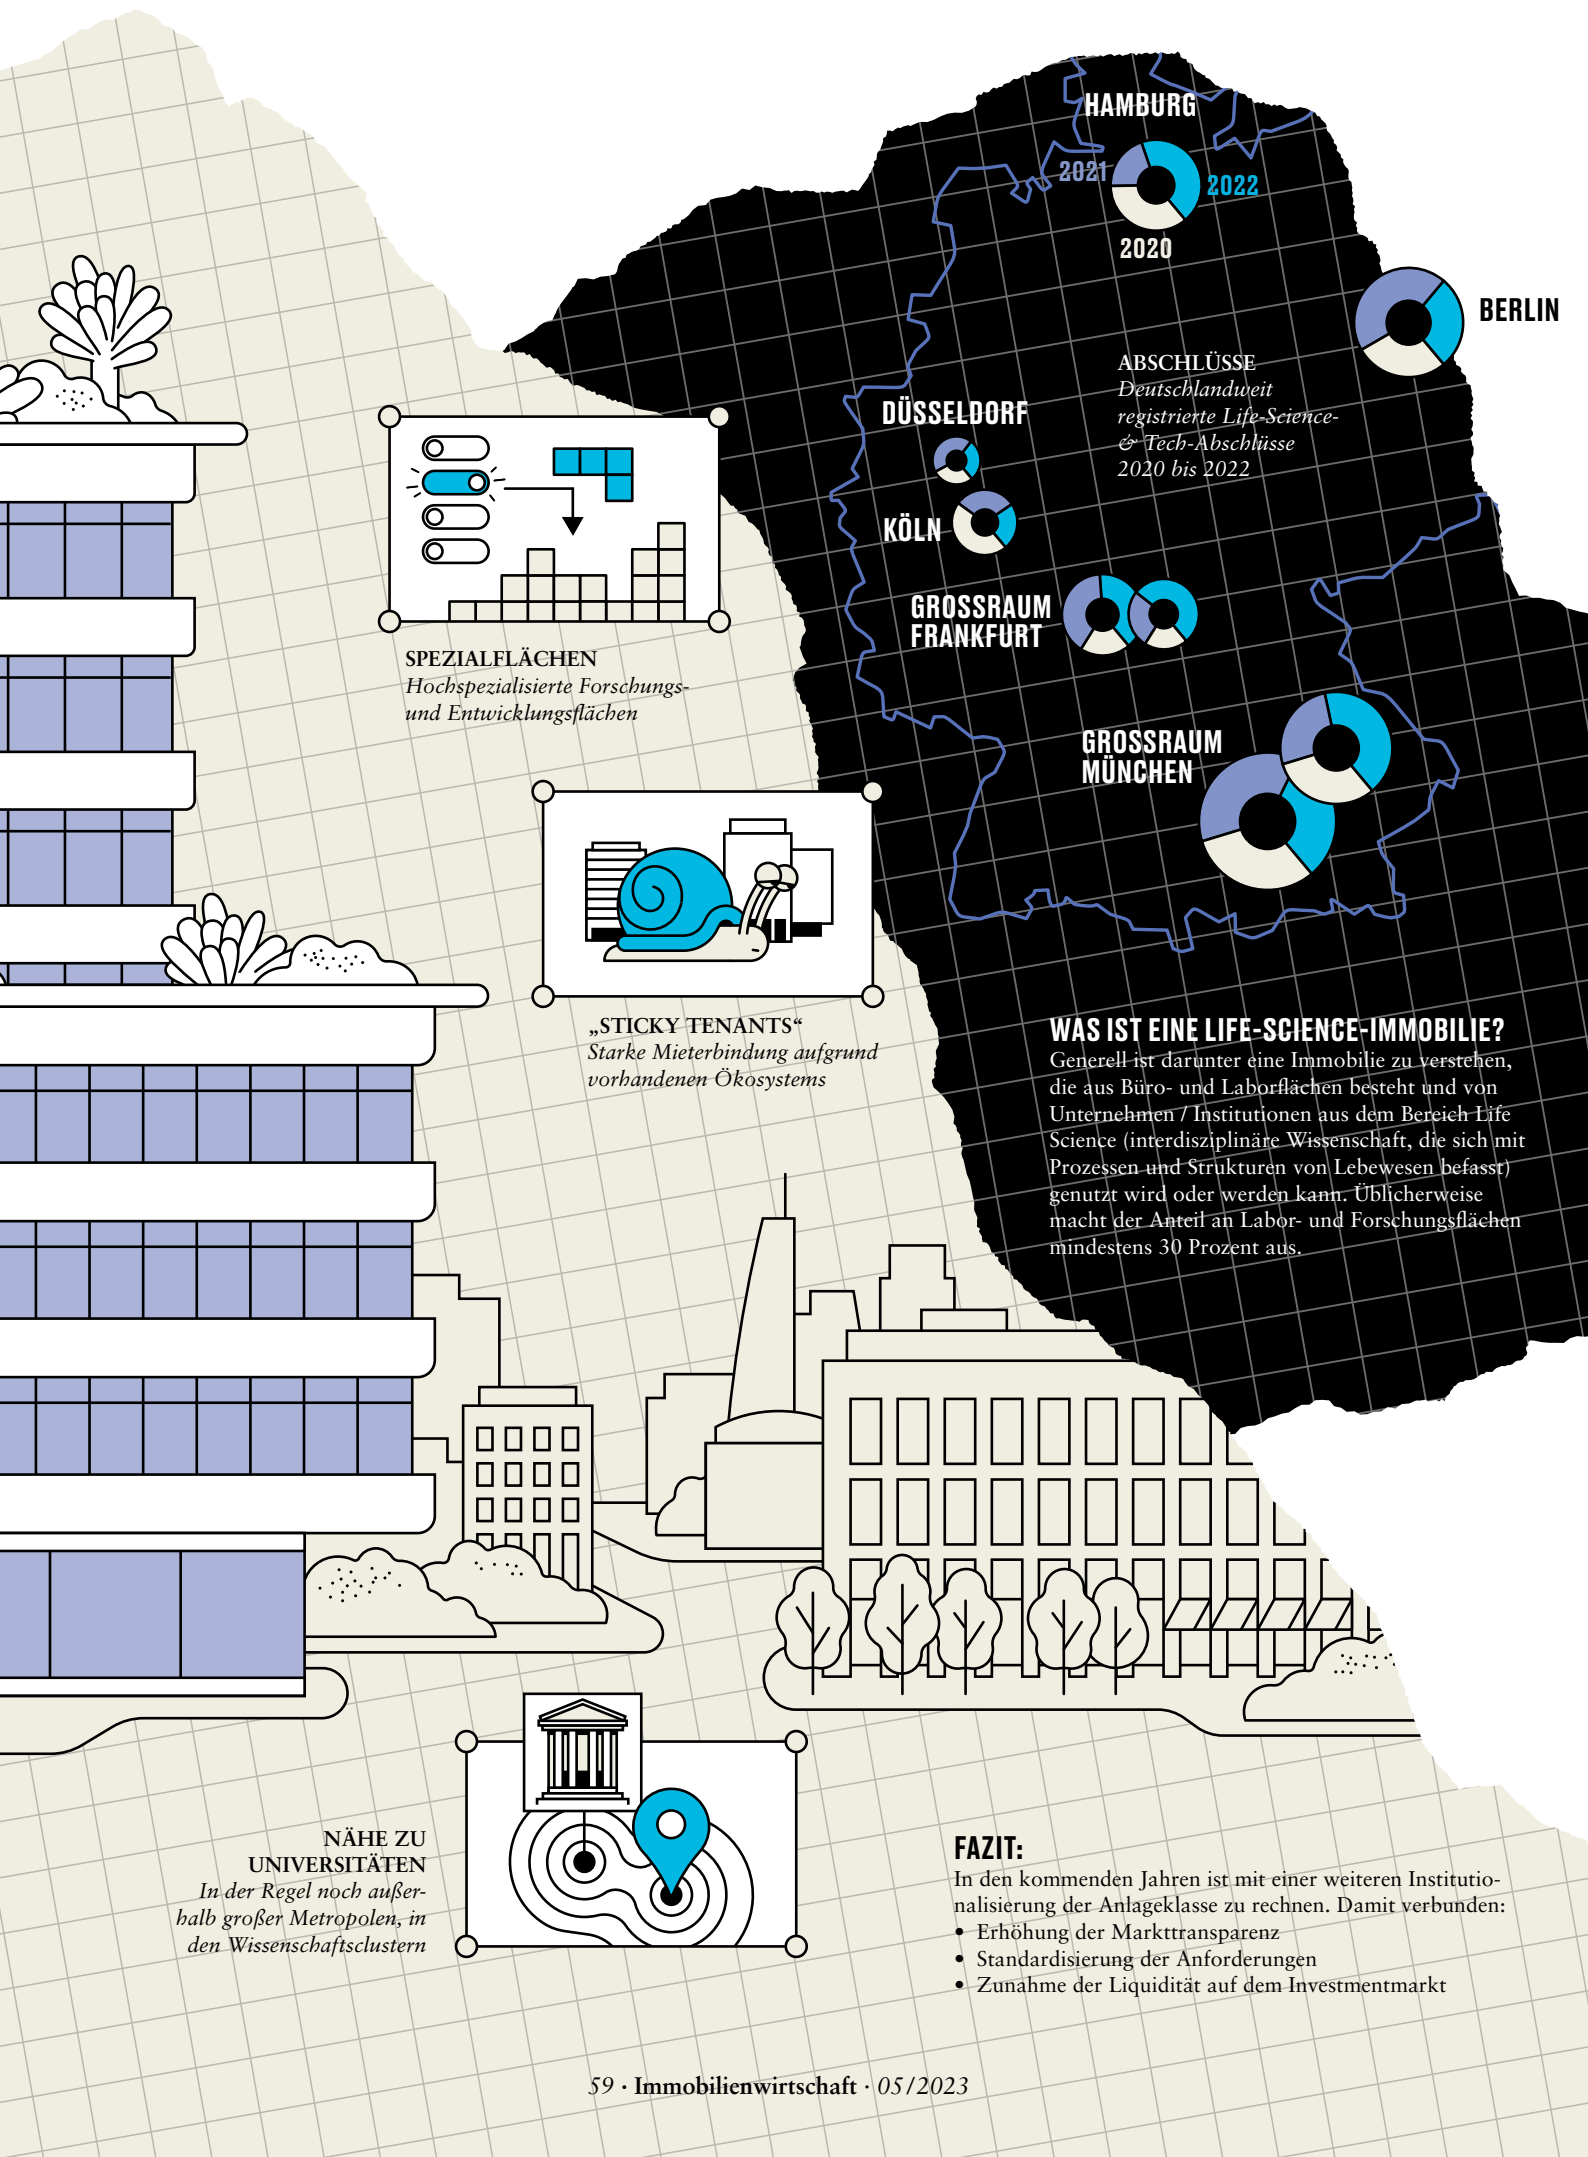 HAMBURG
2021
2022
2020
BERLIN
ABSCHLÜSSE
Deutschlandweit
registrierte Life-Science-
& Tech-Abschlüsse
2020 bis 2022
DÜSSELDORF
KÖLN
GROSSRAUM
FRANKFURT
GROSSRAUM
MÜNCHEN
SPEZIALFLÄCHEN
Hochspezialisierte Forschungs-
und Entwicklungsflächen
„STICKY TENANTS“
Starke Mieterbindung aufgrund
vorhandenen Ökosystems
WAS IST EINE LIFE-SCIENCE-IMMOBILIE?
Generell ist darunter eine Immobilie zu verstehen,
die aus Büro- und Laborflächen besteht und von
Unternehmen / Institutionen aus dem Bereich Life
Science (interdisziplinäre Wissenschaft, die sich mit
Prozessen und Strukturen von Lebewesen befasst)
genutzt wird oder werden kann. Üblicherweise
macht der Anteil an Labor- und Forschungsflächen
mindestens 30 Prozent aus.
NÄHE ZU
UNIVERSITÄTEN
In der Regel noch außer-
halb großer Metropolen, in
den Wissenschaftsclustern
FAZIT:
In den kommenden Jahren ist mit einer weiteren Institutio-
nalisierung der Anlageklasse zu rechnen. Damit verbunden:
• Erhöhung der Markttransparenz
• Standardisierung der Anforderungen
• Zunahme der Liquidität auf dem Investmentmarkt
59 · Immobilienwirtschaft · 05/2023